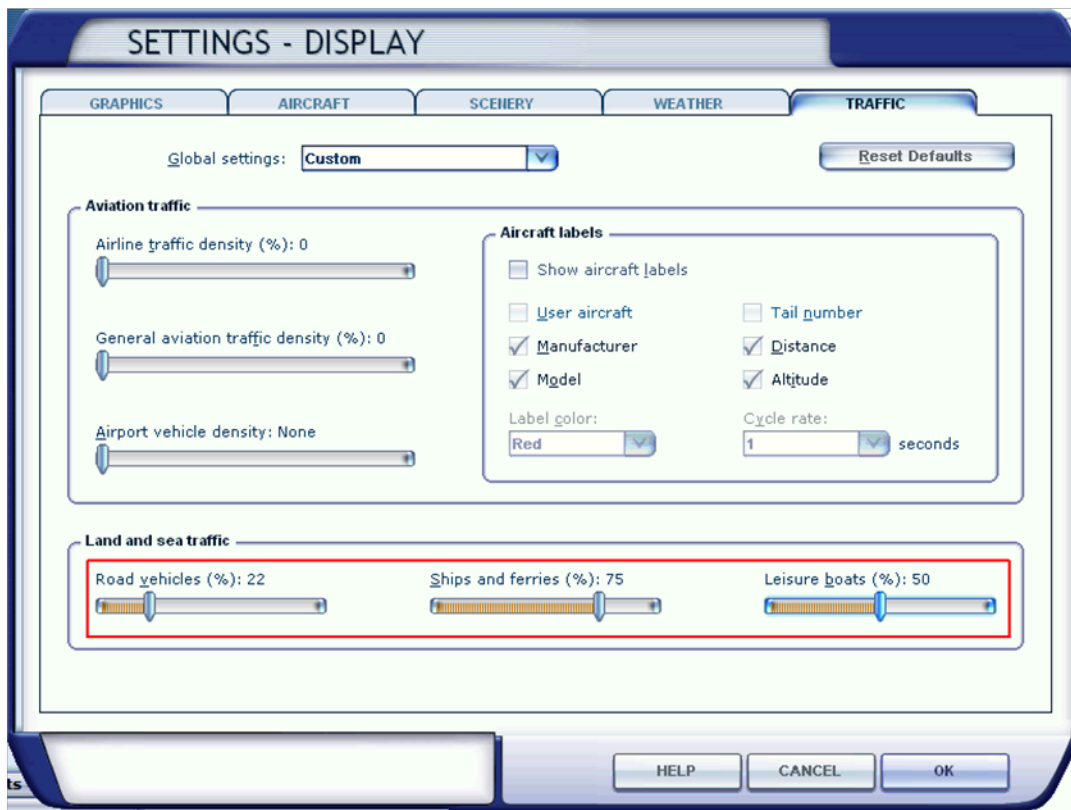 SETTINGS - DISPLAY
GRAPHICS AIRCRAFT SCENERY WEATHER TRAFFIC
Global settings: Custom Reset Defaults
Aviation traffic
Airline traffic density (%): 0
General aviation traffic density (%): 0
Airport vehicle density: None
Aircraft labels
Show aircraft labels
User aircraft Tail number
Manufacturer Distance
Model Altitude
Label color: Cycle rate:
Red 1 seconds
Land and sea traffic
Road vehicles (%): 22 Ships and ferries (%): 75 Leisure boats (%): 50
HELP CANCEL OK
ts